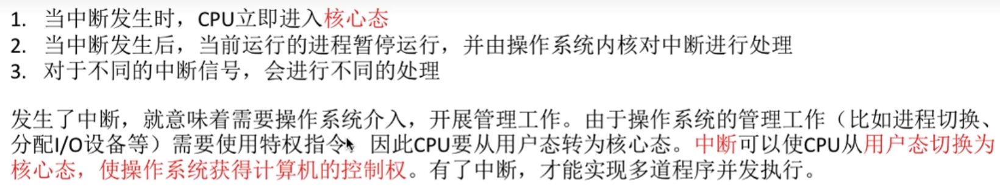 1. 当中断发生时，CPU立即进入核心态
2. 当中断发生后，当前运行的进程暂停运行，并由操作系统内核对中断进行处理
3. 对于不同的中断信号，会进行不同的处理
发生了中断，就意味着需要操作系统介入，开展管理工作。由于操作系统的管理工作（比如进程切换、
分配I/O设备等）需要使用特权指令，因此CPU要从用户态转为核心态。中断可以使CPU从用户态切换为
核心态，使操作系统获得计算机的控制权。有了中断，才能实现多道程序并发执行。